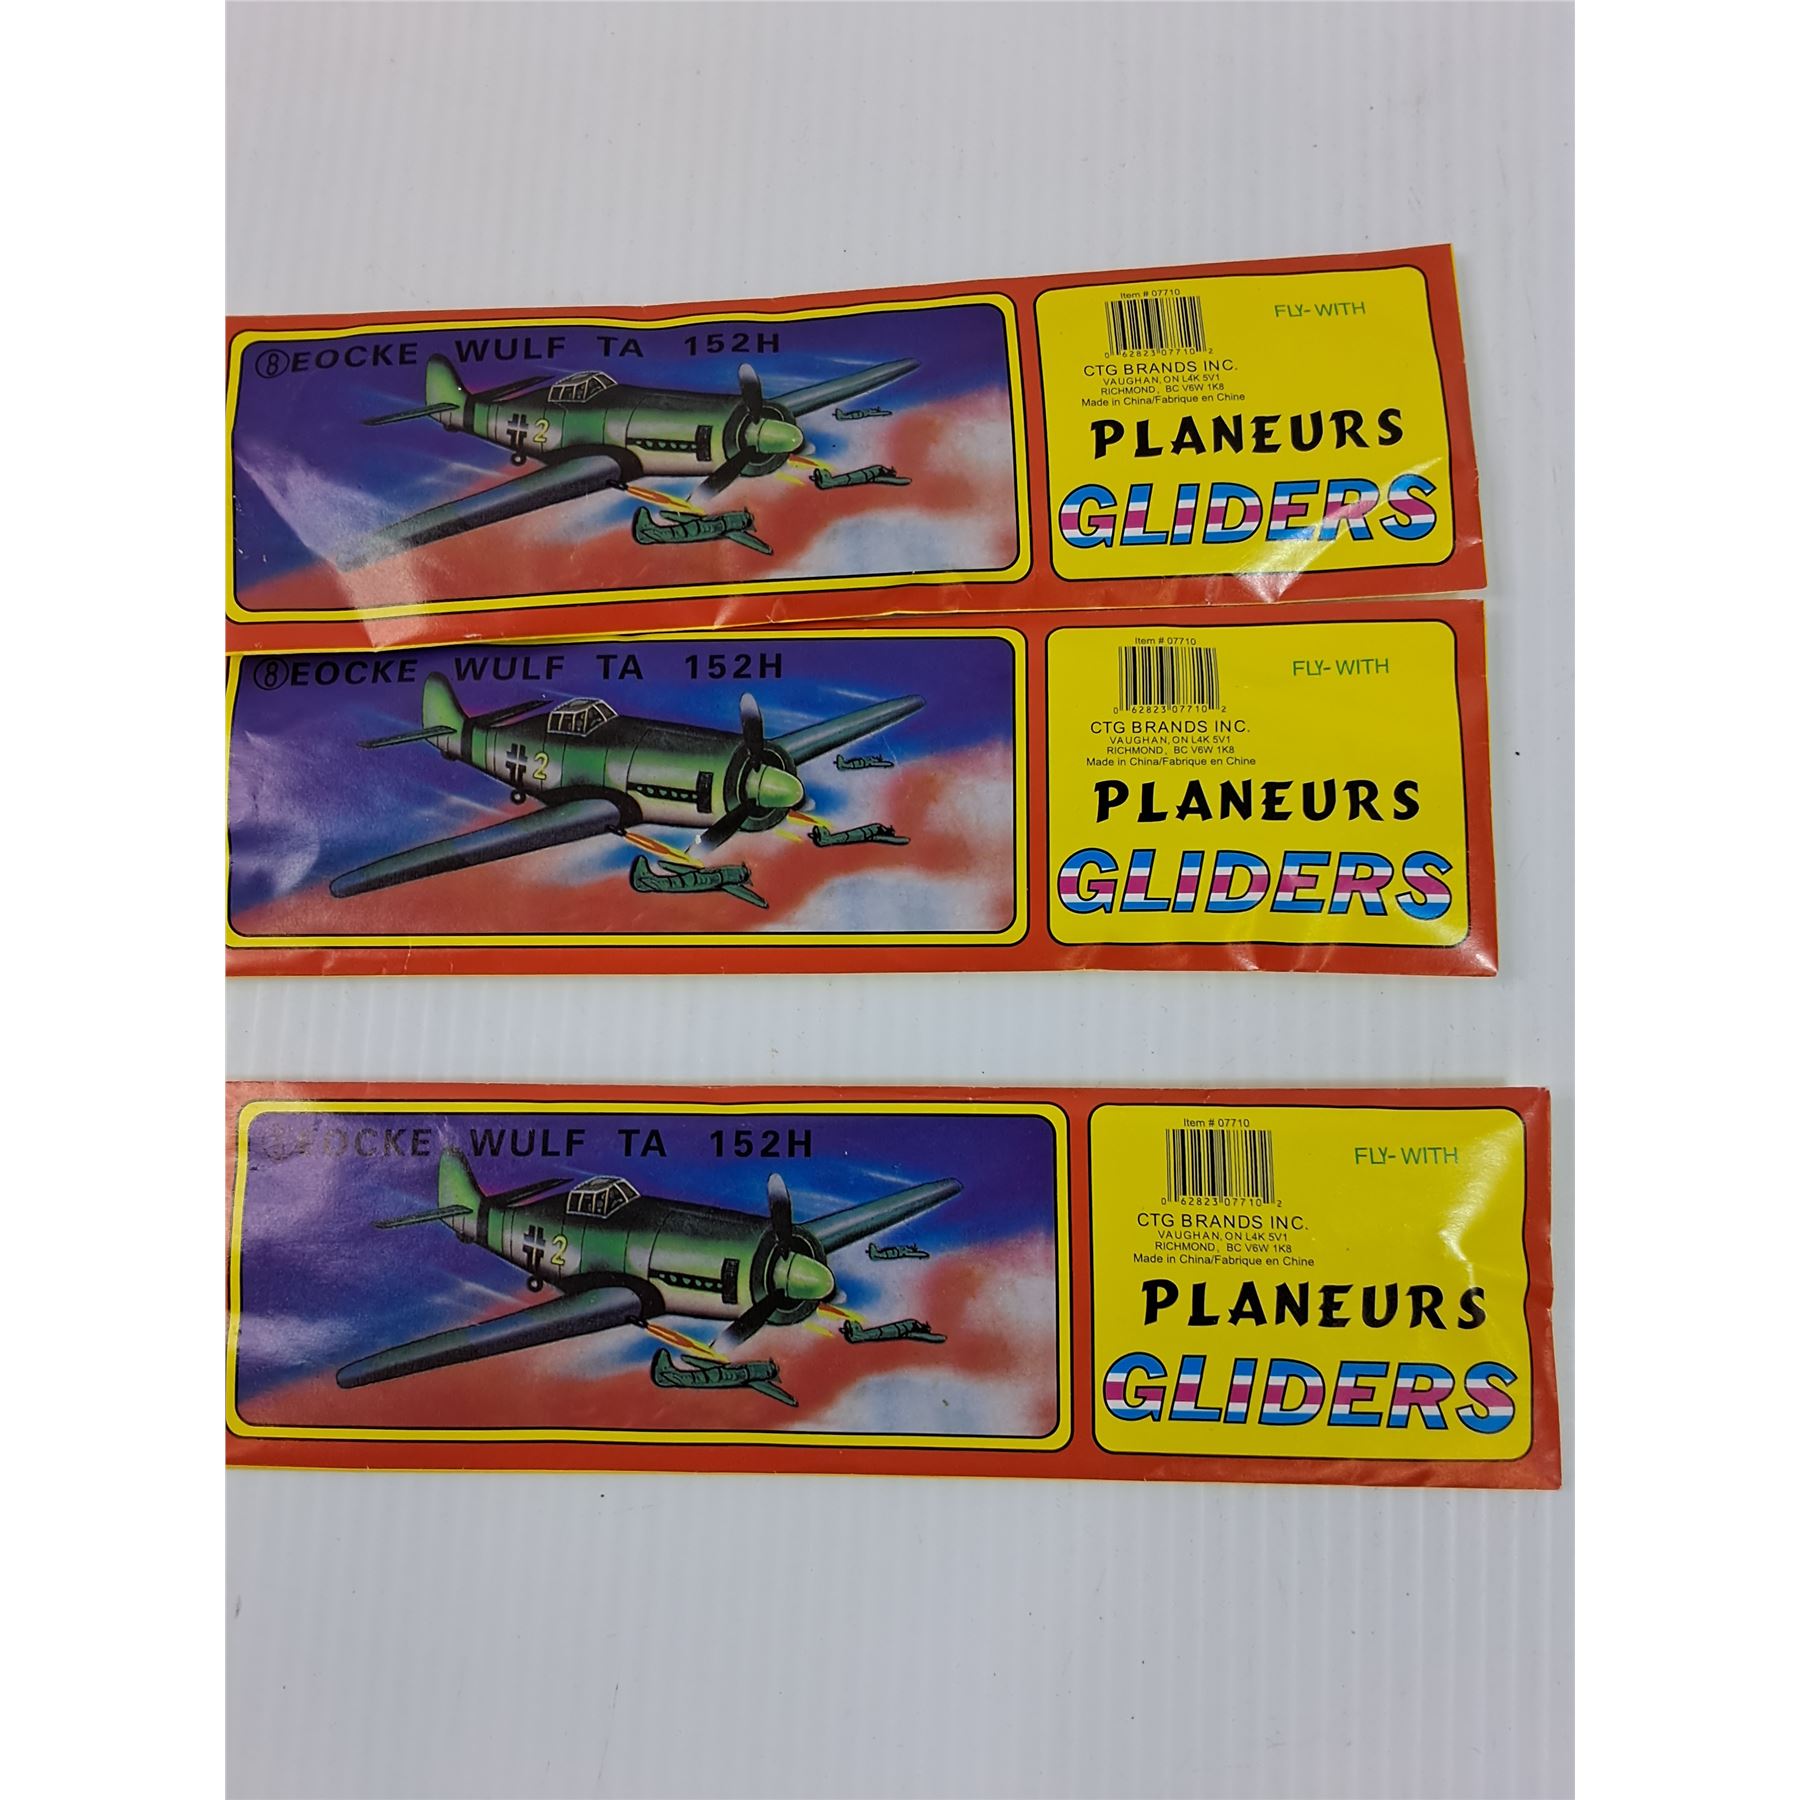 ⑧EOCKE WULF TA 152H
2
Item # 07710
0 62823 07710 2
FLY-WITH
CTG BRANDS INC.
VAUGHAN, ON L4K 5V1
RICHMOND, BC V6W 1K8
Made in China/Fabrique en Chine
PLANEURS
GLIDERS
⑧EOCKE WULF TA 152H
2
Item # 07710
0 62823 07710 2
FLY-WITH
CTG BRANDS INC.
VAUGHAN, ON L4K 5V1
RICHMOND, BC V6W 1K8
Made in China/Fabrique en Chine
PLANEURS
GLIDERS
⑧EOCKE WULF TA 152H
2
Item # 07710
0 62823 07710 2
FLY-WITH
CTG BRANDS INC.
VAUGHAN, ON L4K 5V1
RICHMOND, BC V6W 1K8
Made in China/Fabrique en Chine
PLANEURS
GLIDERS